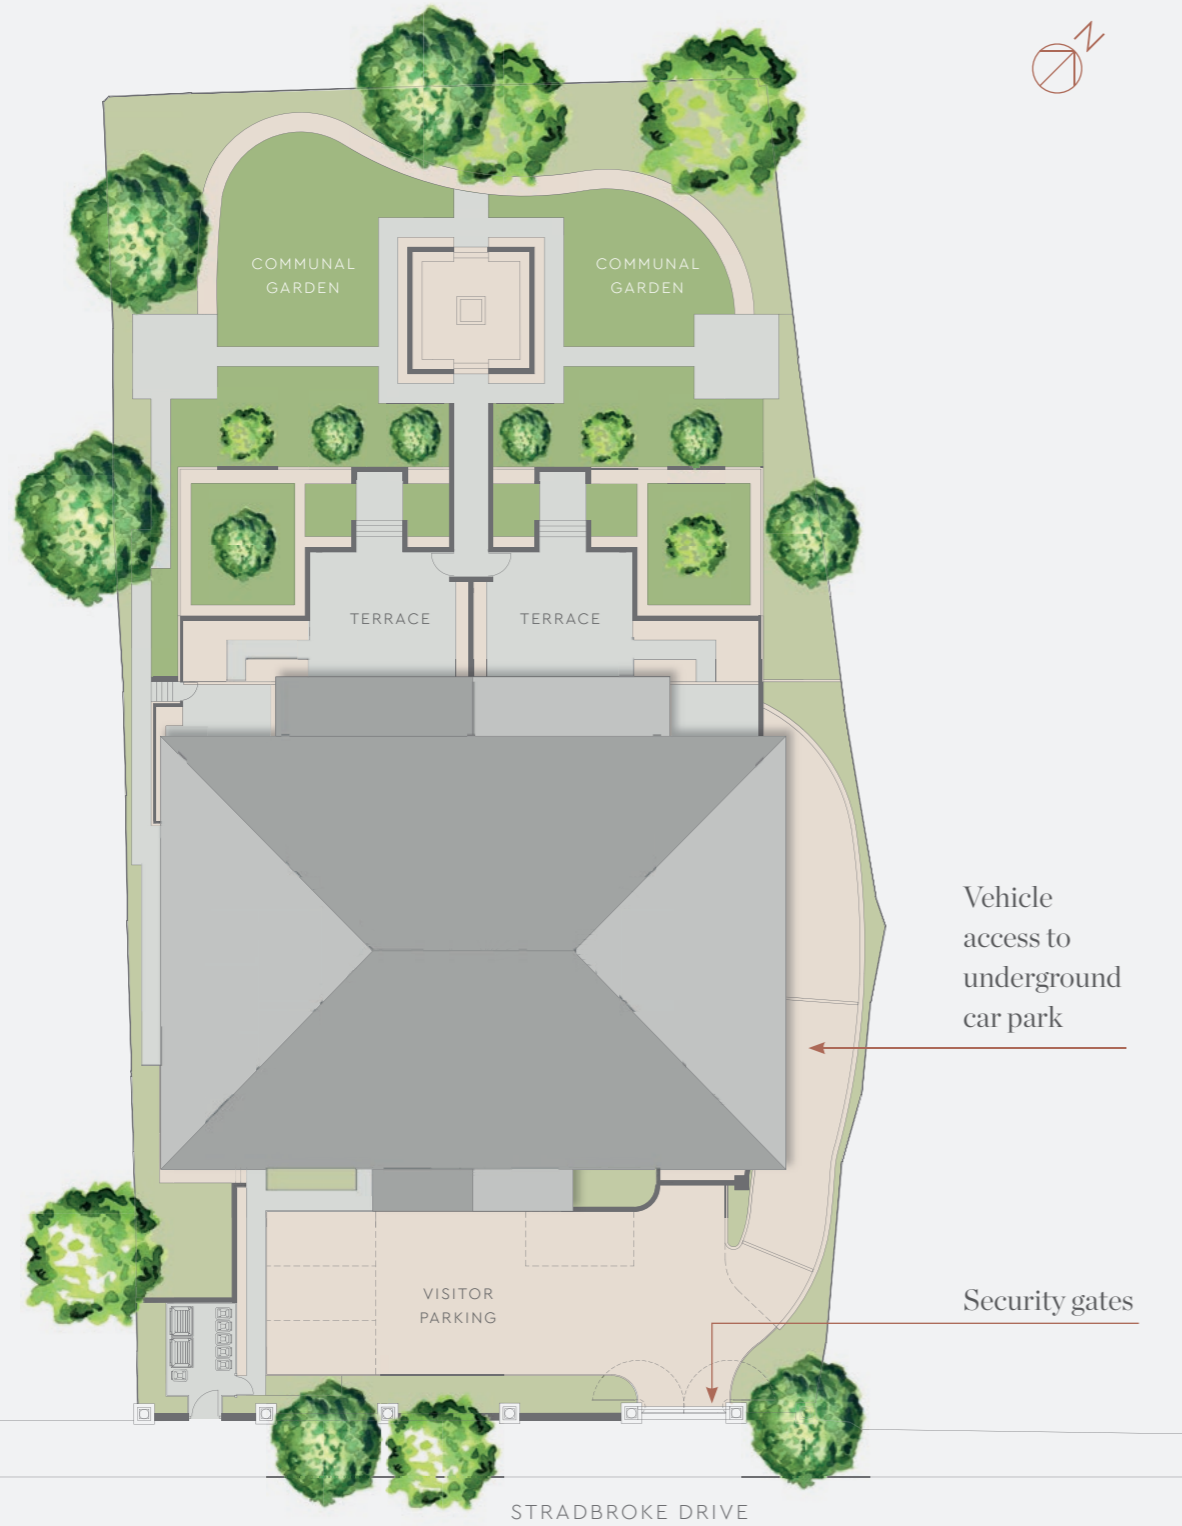 N
COMMUNAL
GARDEN
COMMUNAL
GARDEN
TERRACE
TERRACE
Vehicle
access to
underground
car park
VISITOR
PARKING
Security gates
STRADBROKE DRIVE